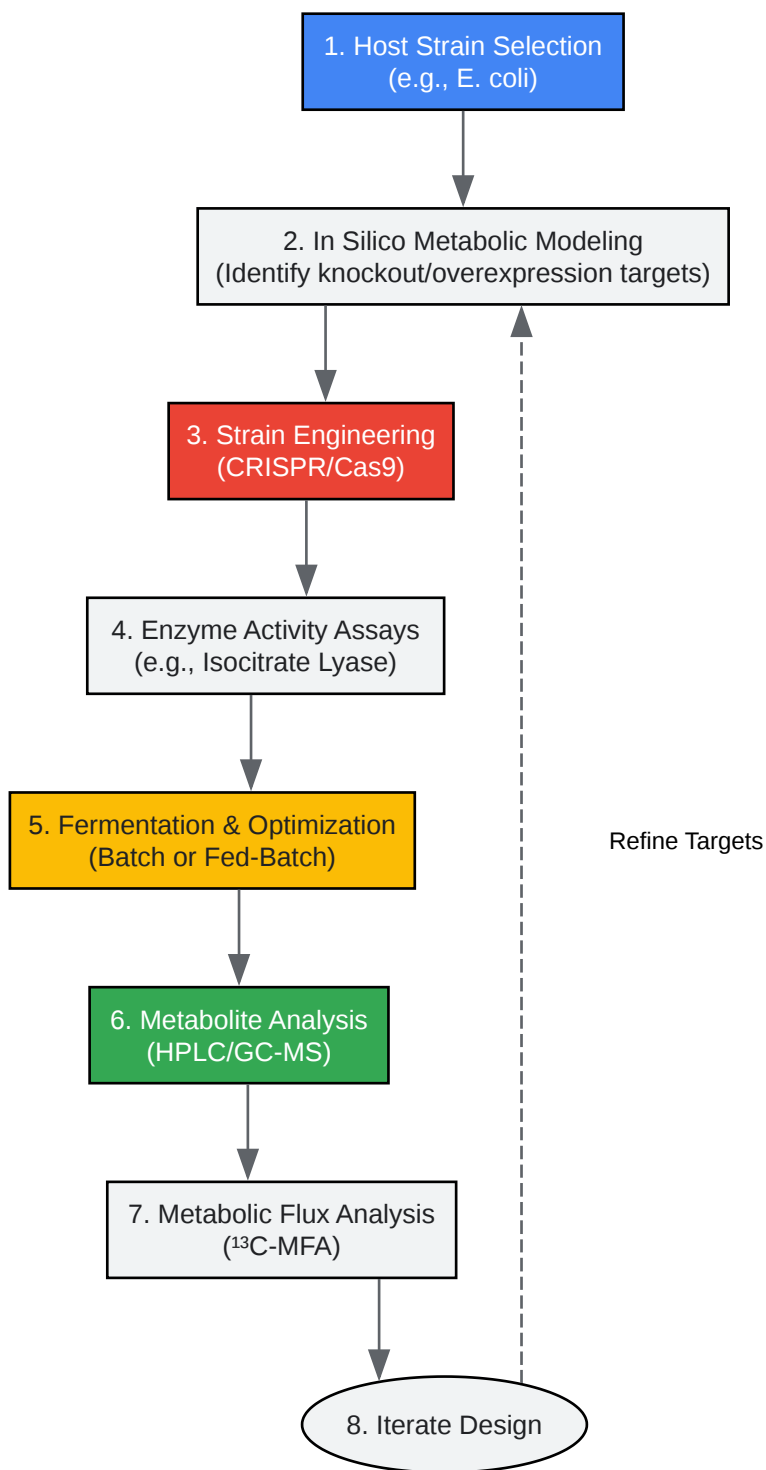 1. Host Strain Selection
(e.g., E. coli)
2. In Silico Metabolic Modeling
(Identify knockout/overexpression targets)
3. Strain Engineering
(CRISPR/Cas9)
4. Enzyme Activity Assays
(e.g., Isocitrate Lyase)
5. Fermentation & Optimization
(Batch or Fed-Batch)
Refine Targets
6. Metabolite Analysis
(HPLC/GC-MS)
7. Metabolic Flux Analysis
(¹³C-MFA)
8. Iterate Design